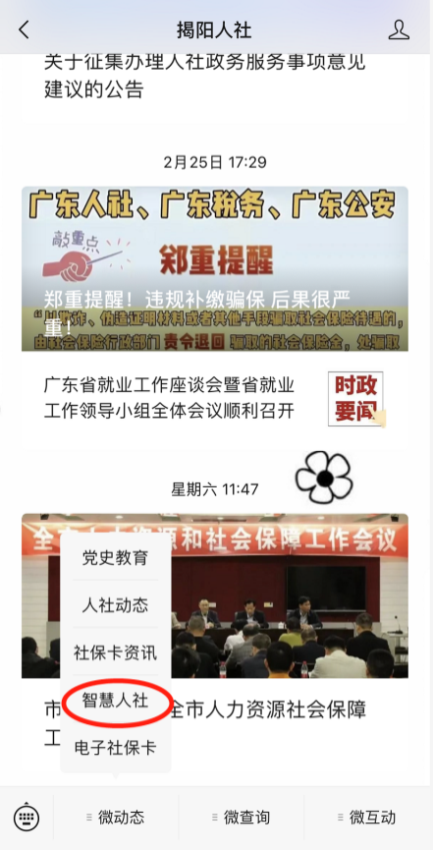 揭阳人社
关于征集办理人社政务服务事项意见
建议的公告
2月25日 17:29
广东人社、广东税务、广东公安
敲重点
郑重提醒
郑重提醒！违规补缴骗保 后果很严
重！
伪造证明材料或者其他手段骗取社会保险待遇的，
由社会保险行政部门 责令退回 骗取的社会保险金，处骗取
广东省就业工作座谈会暨省就业
工作领导小组全体会议顺利召开
时政
要闻
星期六 11:47
全 源和社会保障工作会议
党史教育
人社动态
社保卡资讯
智慧人社
电子社保卡
市 全市人力资源社会保障
工
微动态
微查询
微互动